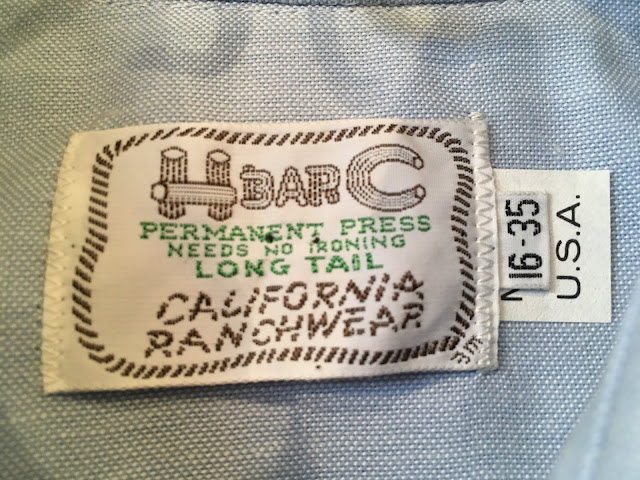 H BAR C
PERMANENT PRESS
NEEDS NO IRONING
LONG TAIL
CALIFORNIA
RANCHWEAR
16-35
U.S.A.